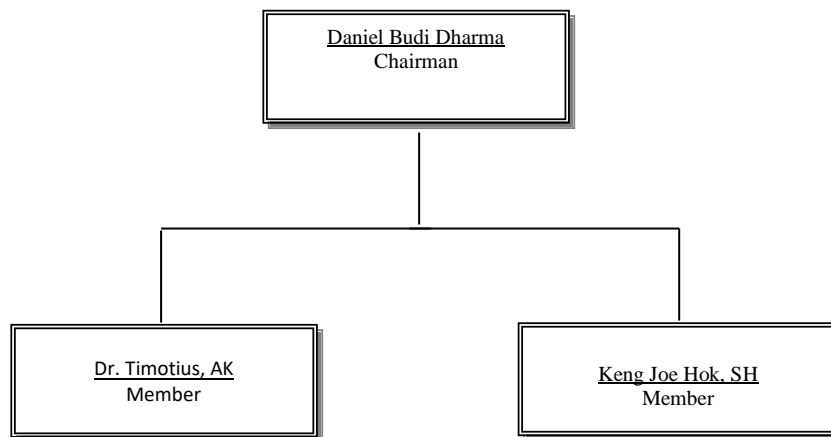 Daniel Budi Dharma
Chairman
Dr. Timotius, AK
Member
Keng Joe Hok, SH
Member